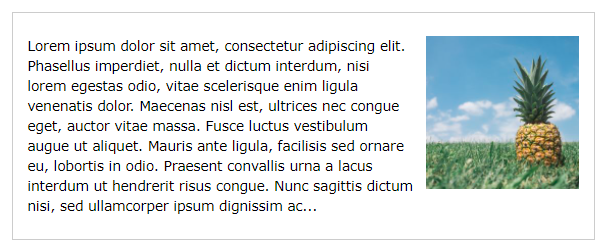 Lorem ipsum dolor sit amet, consectetur adipiscing elit.
Phasellus imperdiet, nulla et dictum interdum, nisi
lorem egestas odio, vitae scelerisque enim ligula
venenatis dolor. Maecenas nisl est, ultrices nec congue
eget, auctor vitae massa. Fusce luctus vestibulum
augue ut aliquet. Mauris ante ligula, facilisis sed ornare
eu, lobortis in odio. Praesent convallis urna a lacus
interdum ut hendrerit risus congue. Nunc sagittis dictum
nisi, sed ullamcorper ipsum dignissim ac...